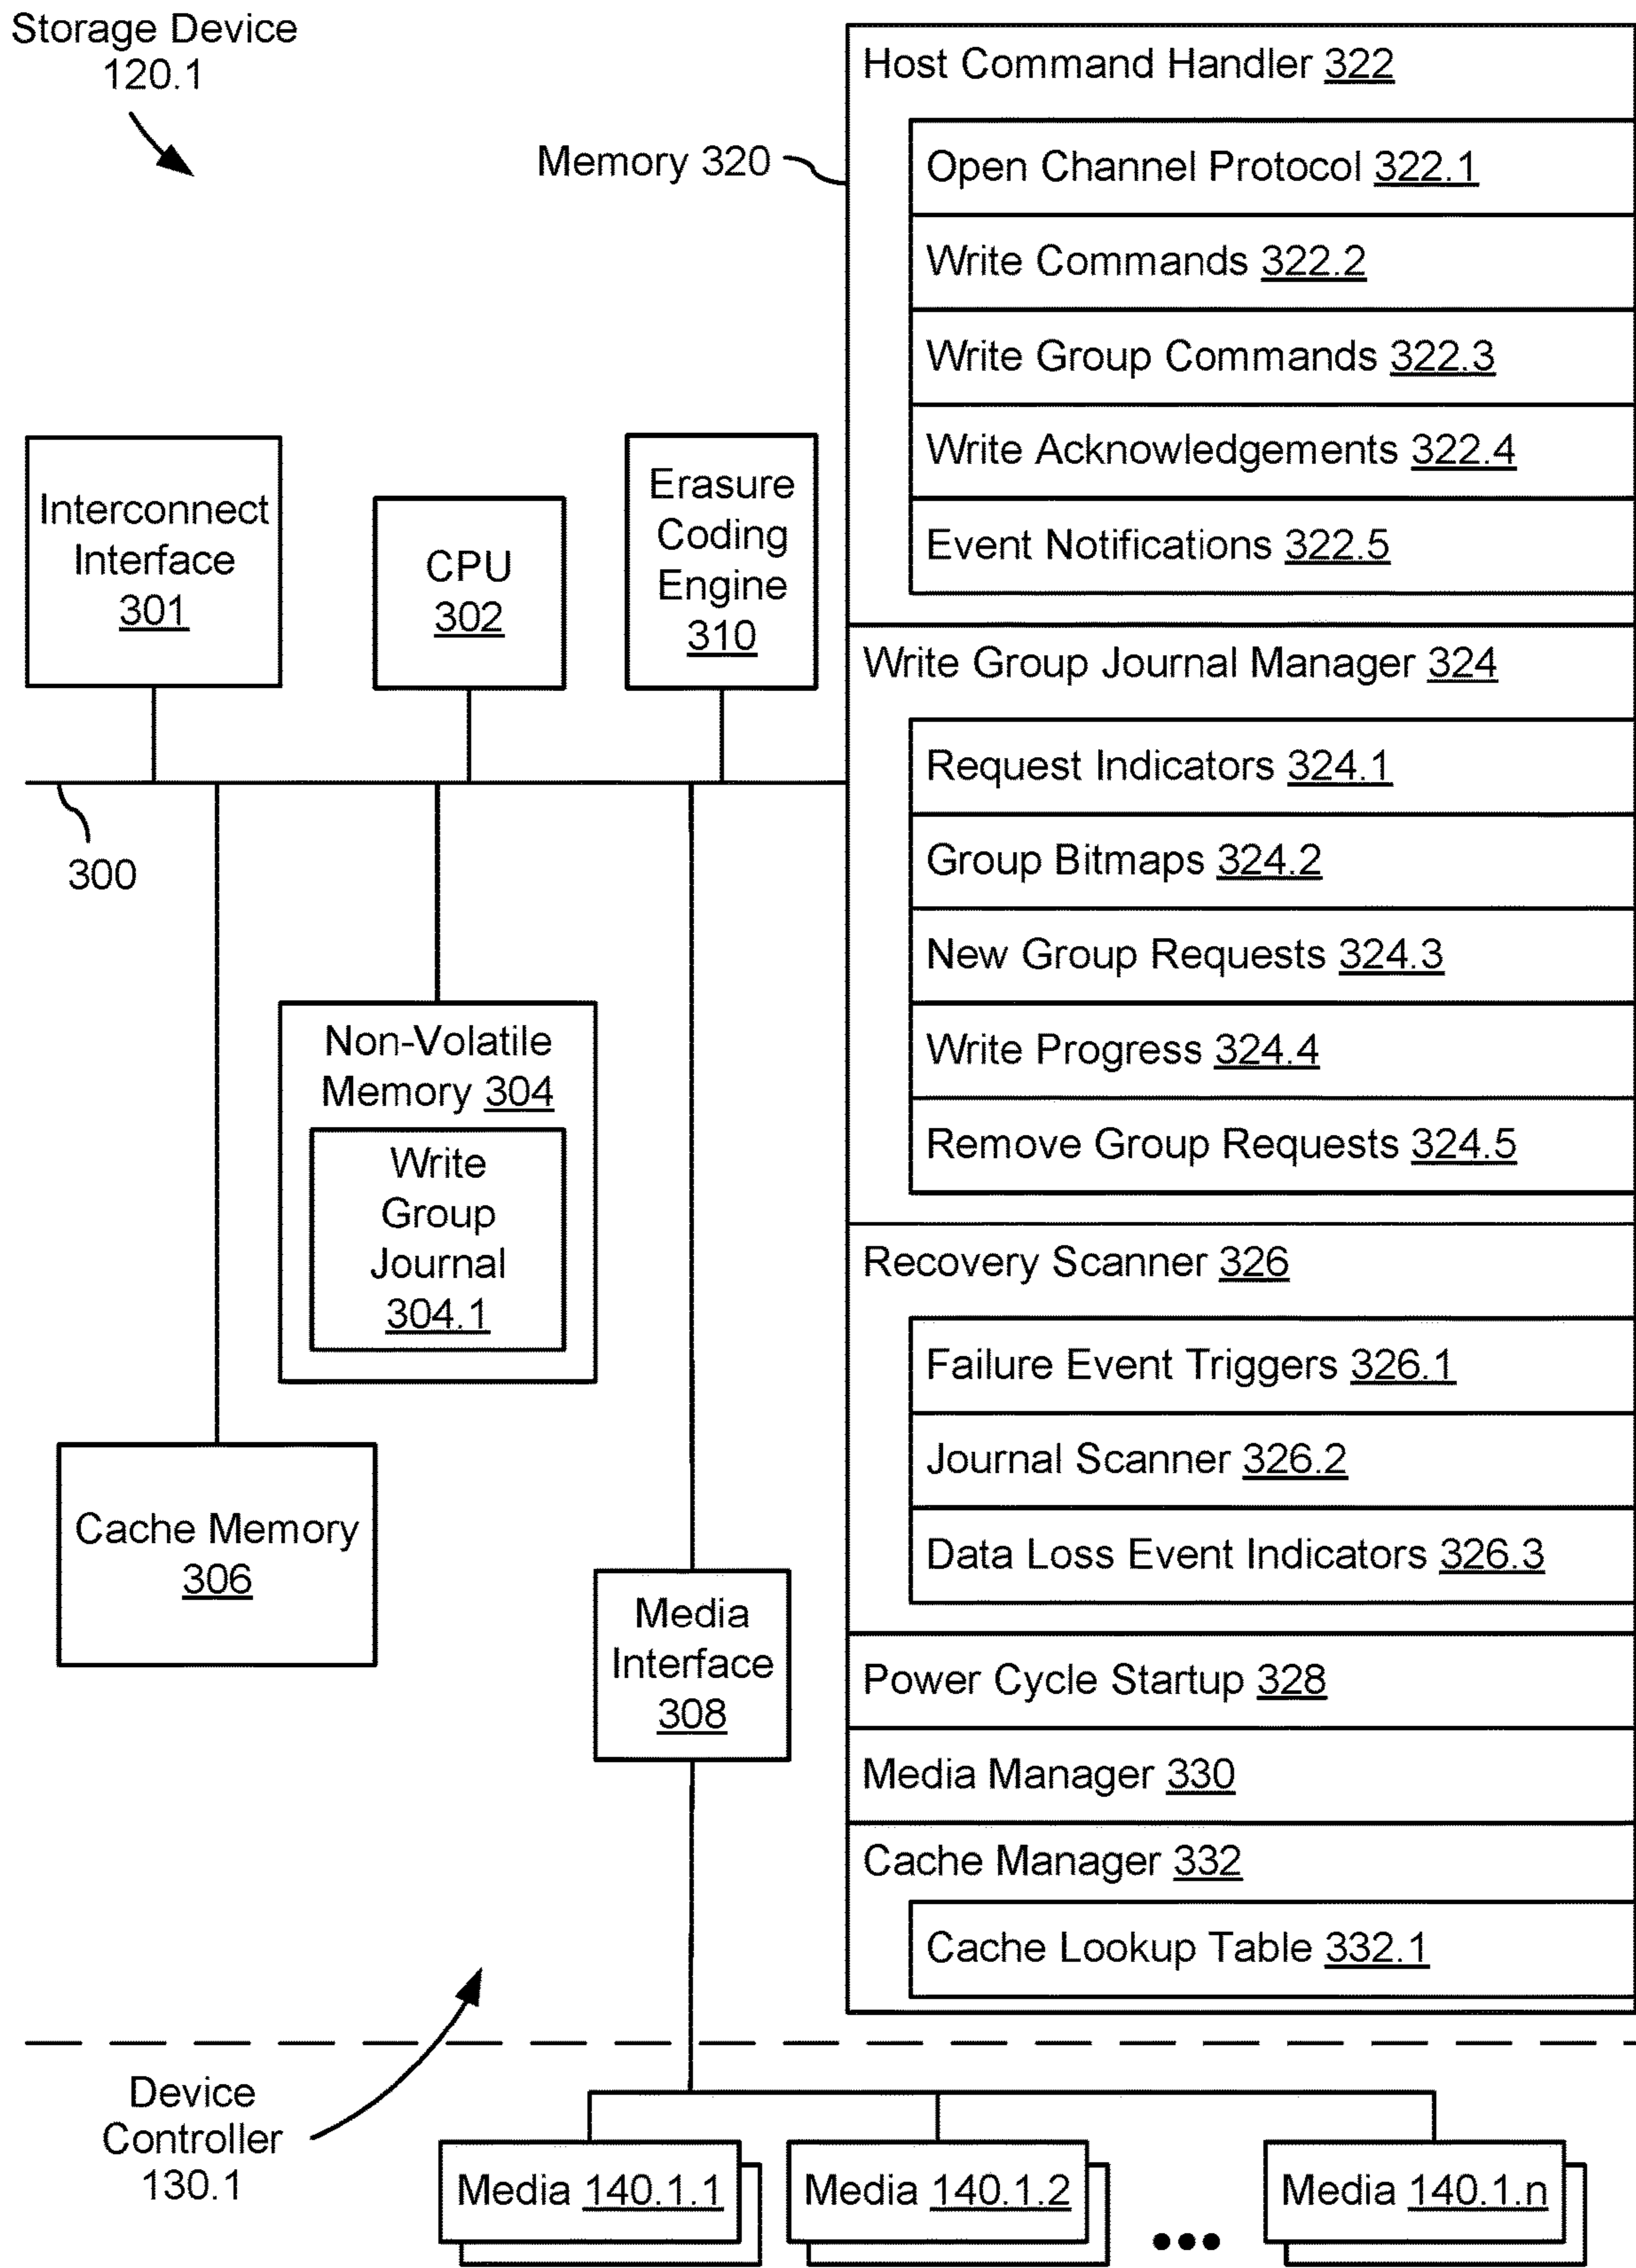 Storage Device
120.1
Memory 320
Host Command Handler 322
Open Channel Protocol 322.1
Write Commands 322.2
Write Group Commands 322.3
Write Acknowledgements 322.4
Event Notifications 322.5
Interconnect
Interface
301
CPU
302
Erasure
Coding
Engine
310
300
Write Group Journal Manager 324
Request Indicators 324.1
Group Bitmaps 324.2
New Group Requests 324.3
Write Progress 324.4
Remove Group Requests 324.5
Non-Volatile
Memory 304
Write
Group
Journal
304.1
Recovery Scanner 326
Failure Event Triggers 326.1
Journal Scanner 326.2
Data Loss Event Indicators 326.3
Cache Memory
306
Media
Interface
308
Power Cycle Startup 328
Media Manager 330
Cache Manager 332
Cache Lookup Table 332.1
Device
Controller
130.1
Media 140.1.1
Media 140.1.2
•••
Media 140.1.n